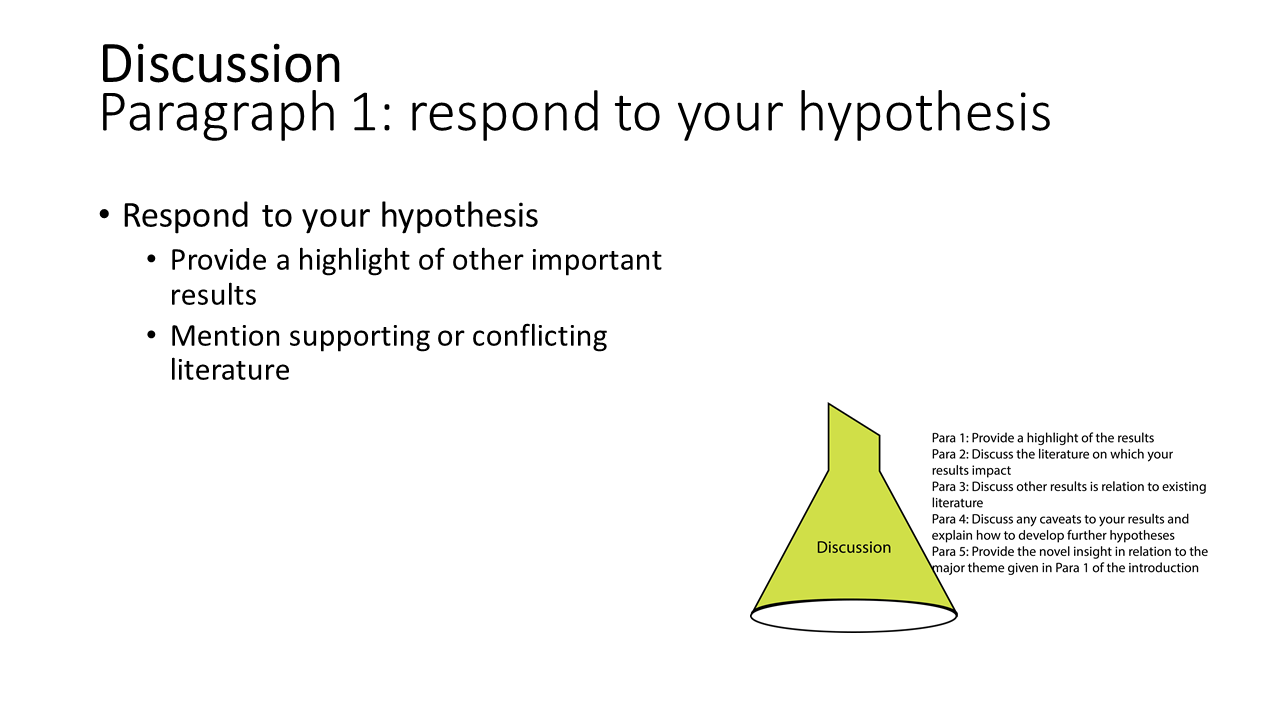 Discussion
Paragraph 1: respond to your hypothesis
• Respond to your hypothesis
• Provide a highlight of other important
results
• Mention supporting or conflicting
literature
Discussion
Para 1: Provide a highlight of the results
Para 2: Discuss the literature on which your
results impact
Para 3: Discuss other results is relation to existing
literature
Para 4: Discuss any caveats to your results and
explain how to develop further hypotheses
Para 5: Provide the novel insight in relation to the
major theme given in Para 1 of the introduction